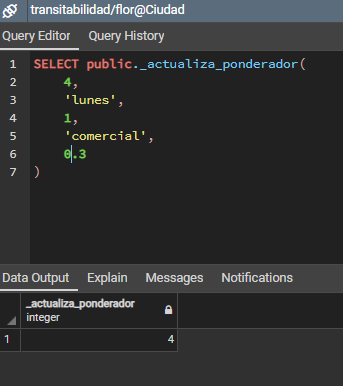 transitabilidad/flor@Ciudad
Query Editor Query History
1 SELECT public._actualiza_ponderador(
2 4,
3 'lunes',
4 1,
5 'comercial',
6 0.3
7 )
Data Output Explain Messages Notifications
_actualiza_ponderador
integer
1 4